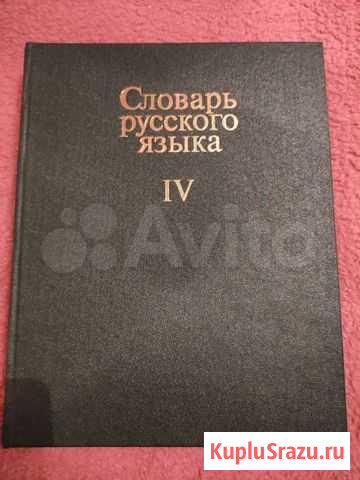 Словарь
русского
языка
IV
Avito
KupluSrazu.ru